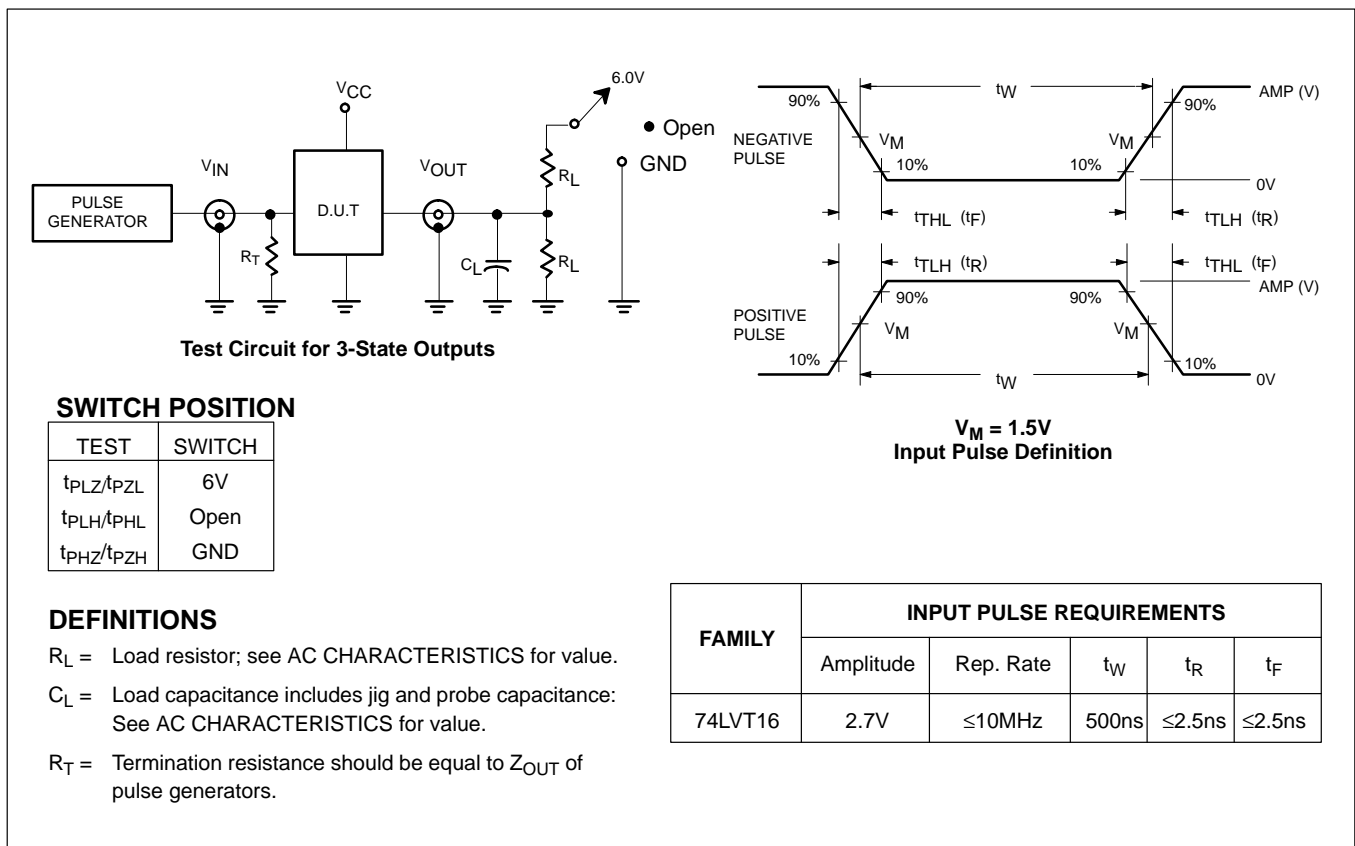 6.0V
VCC
Open
GND
RL
VIN
VOUT
PULSE
GENERATOR
D.U.T
RT
CL
RL
Test Circuit for 3-State Outputs
tW
AMP (V)
90%
90%
NEGATIVE
PULSE
VM
VM
10%
10%
0V
tTHL (tF)
tTLH (tR)
tTLH (tR)
tTHL (tF)
AMP (V)
90%
90%
POSITIVE
PULSE
VM
VM
10%
10%
tW
0V
VM = 1.5V
Input Pulse Definition
SWITCH POSITION
TEST SWITCH
tPLZ/tPZL 6V
tPLH/tPHL Open
tPHZ/tPZH GND
DEFINITIONS
RL = Load resistor; see AC CHARACTERISTICS for value.
CL = Load capacitance includes jig and probe capacitance:
See AC CHARACTERISTICS for value.
RT = Termination resistance should be equal to ZOUT of
pulse generators.
FAMILY
INPUT PULSE REQUIREMENTS
Amplitude Rep. Rate tW tR tF
74LVT16 2.7V ≤10MHz 500ns ≤2.5ns ≤2.5ns